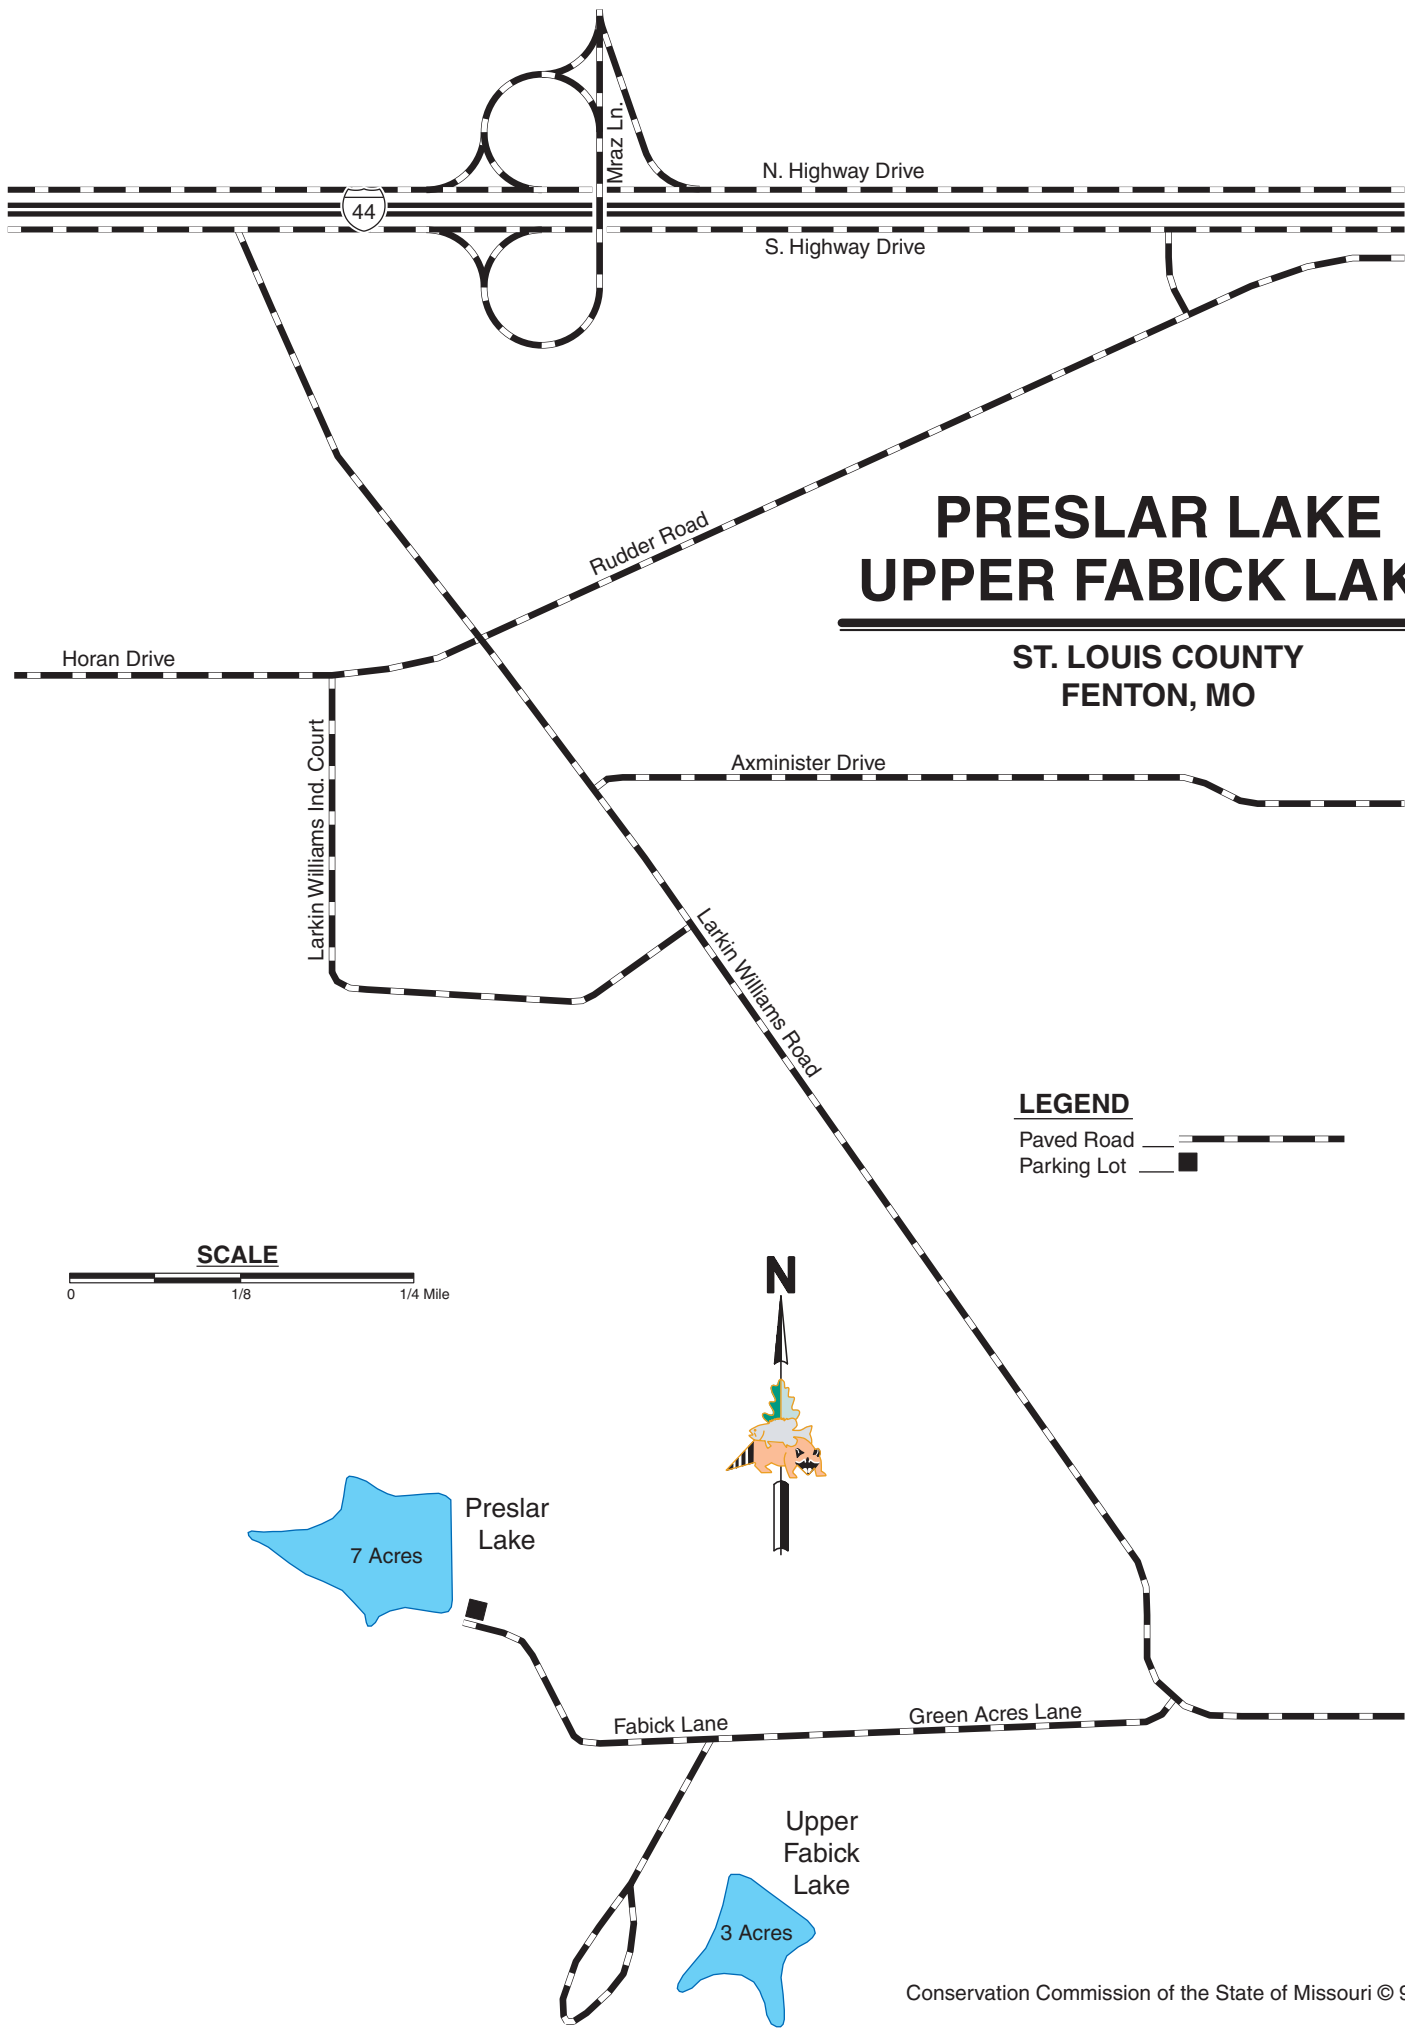 Mraz Ln.
N. Highway Drive
44
S. Highway Drive
PRESLAR LAKE
UPPER FABICK LAK
ST. LOUIS COUNTY
FENTON, MO
Rudder Road
Horan Drive
Larkin Williams Ind. Court
Axminister Drive
Larkin Williams Road
LEGEND
Paved Road
Parking Lot
SCALE
0 1/8 1/4 Mile
N
Preslar
Lake
7 Acres
Fabick Lane
Green Acres Lane
Upper
Fabick
Lake
3 Acres
Conservation Commission of the State of Missouri © 9